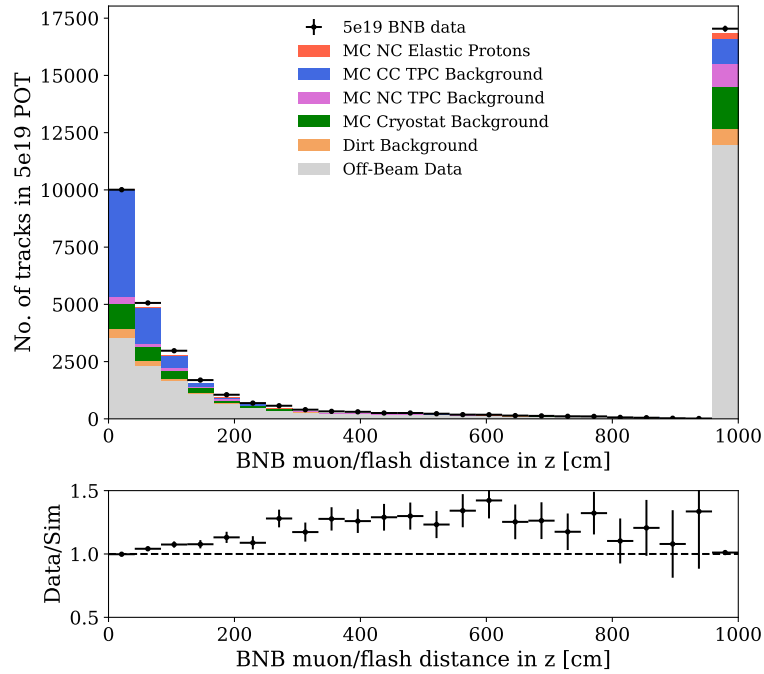 17500
15000
12500
10000
7500
5000
2500
0
No. of tracks in 5e19 POT
5e19 BNB data
MC NC Elastic Protons
MC CC TPC Background
MC NC TPC Background
MC Cryostat Background
Dirt Background
Off-Beam Data
0 200 400 600 800 1000
BNB muon/flash distance in z [cm]
1.5
1.0
0.5
Data/Sim
0 200 400 600 800 1000
BNB muon/flash distance in z [cm]